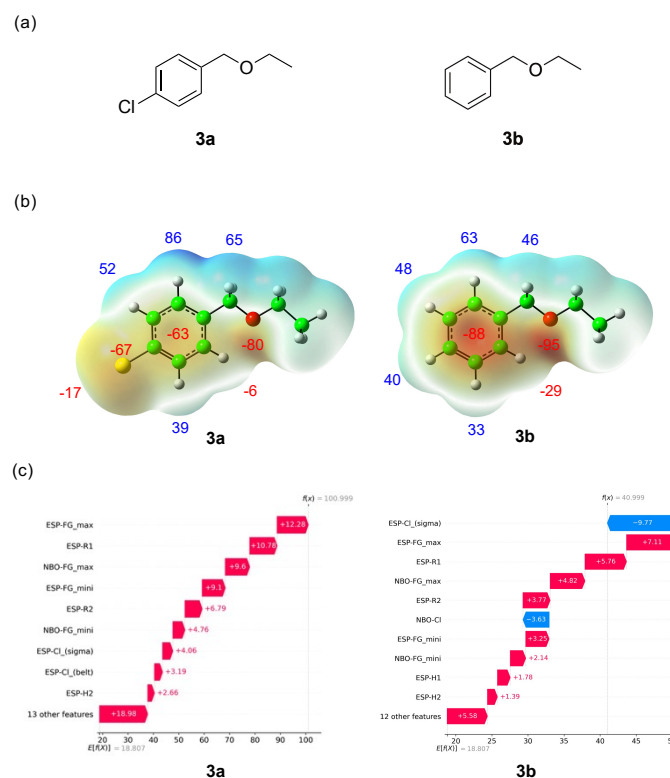 (a)
Cl
O
O
3a
3b
(b)
52
86
65
-63
-67
-80
-17
-6
39
3a
48
63
46
-88
-95
40
-29
33
3b
(c)
f(x) = 100.999
ESP-FG_max
+12.28
ESP-R1
+10.78
NBO-FG_max
+9.6
ESP-FG_mini
+9.1
ESP-R2
+6.79
NBO-FG_mini
+4.76
ESP-Cl_(sigma)
+4.06
ESP-Cl_(belt)
+3.19
ESP-H2
+2.66
13 other features
+18.98
20 30 40 50 60 70 80 90 100
E[f(X)] = 18.807
3a
f(x) = 40.999
ESP-Cl_(sigma)
−9.77
ESP-FG_max
+7.11
ESP-R1
+5.76
NBO-FG_max
+4.82
ESP-R2
+3.77
NBO-Cl
−3.63
ESP-FG_mini
+3.25
NBO-FG_mini
+2.14
ESP-H1
+1.78
ESP-H2
+1.39
12 other features
+5.58
20 25 30 35 40 45
E[f(X)] = 18.807
3b